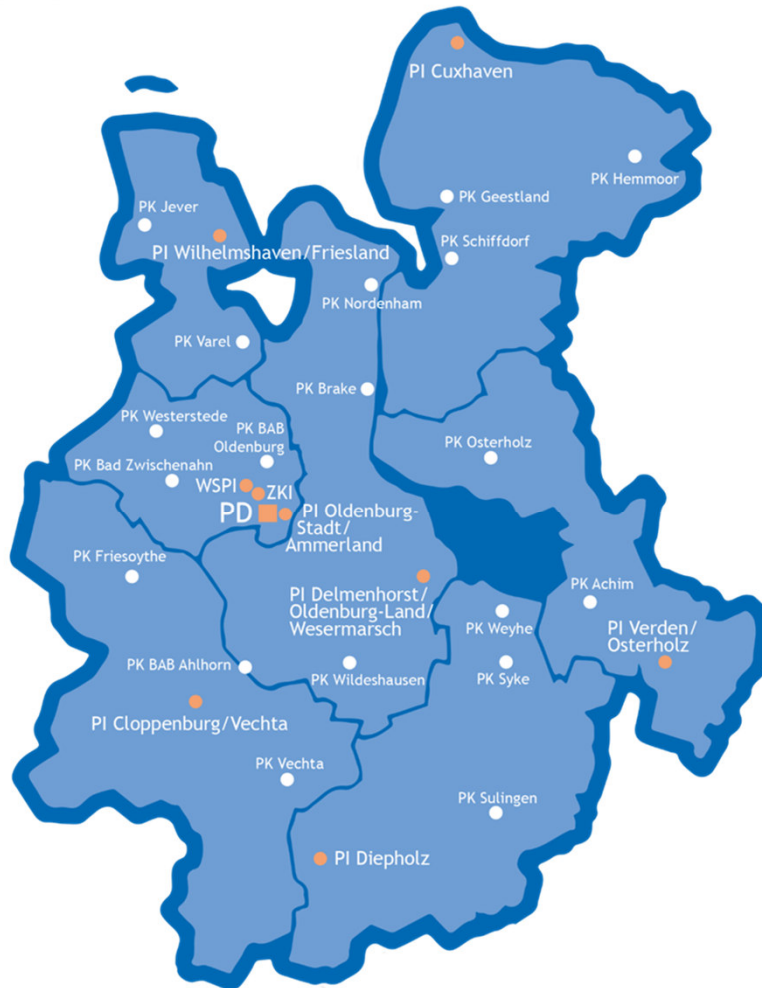 PI Cuxhaven
PK Hemmoor
PK Geestland
PK Jever
PI Wilhelmshaven/Friesland
PK Schiffdorf
PK Nordenham
PK Varel
PK Brake
PK Westerstede
PK BAB
Oldenburg
PK Osterholz
PK Bad Zwischenahn
WSPI
ZKI
PD
PI Oldenburg-
Stadt/
Ammerland
PK Friesoythe
PI Delmenhorst/
Oldenburg-Land/
Wesermarsch
PK Achim
PK Weyhe
PI Verden/
Osterholz
PK BAB Ahlhorn
PK Wildeshausen
PK Syke
PI Cloppenburg/Vechta
PK Vechta
PK Sulingen
PI Diepholz